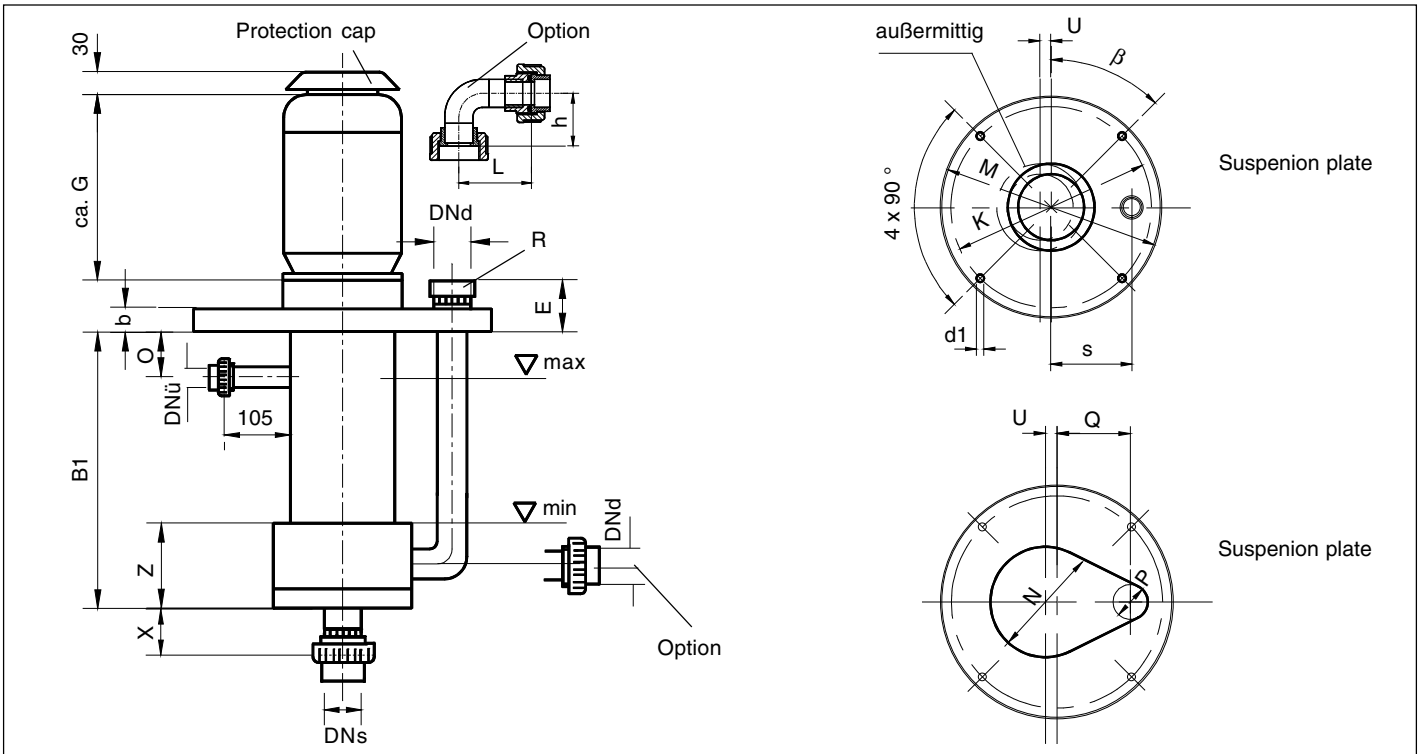 30
Protection cap
Option
ca. G
h
L
DNd
R
b
E
O
max
DNü
105
B1
min
DNd
Z
X
Option
DNs
außermittig
U
β
M
K
4 x 90 °
Suspenion plate
d1
s
U
Q
N
P
Suspenion plate